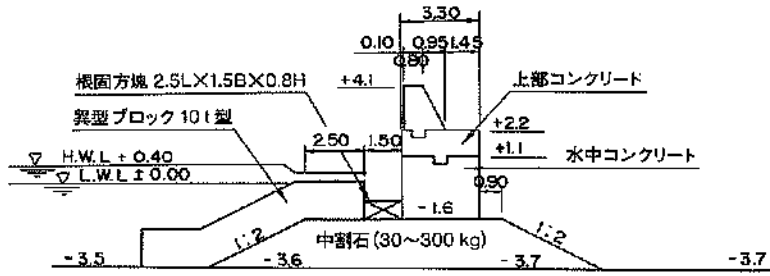 3.30
0.10 0.95 1.45
0.80
根固方塊 2.5L×1.5B×0.8H
+4.1
上部コンクリード
異型ブロック 10t型
2.50 1.50
+2.2
H.W.L + 0.40
+1.1
水中コンクリート
L.W.L ± 0.00
0.90
-1.6
1:2
中割石(30〜300 kg)
1:2
-3.5 -3.6 -3.7 -3.7